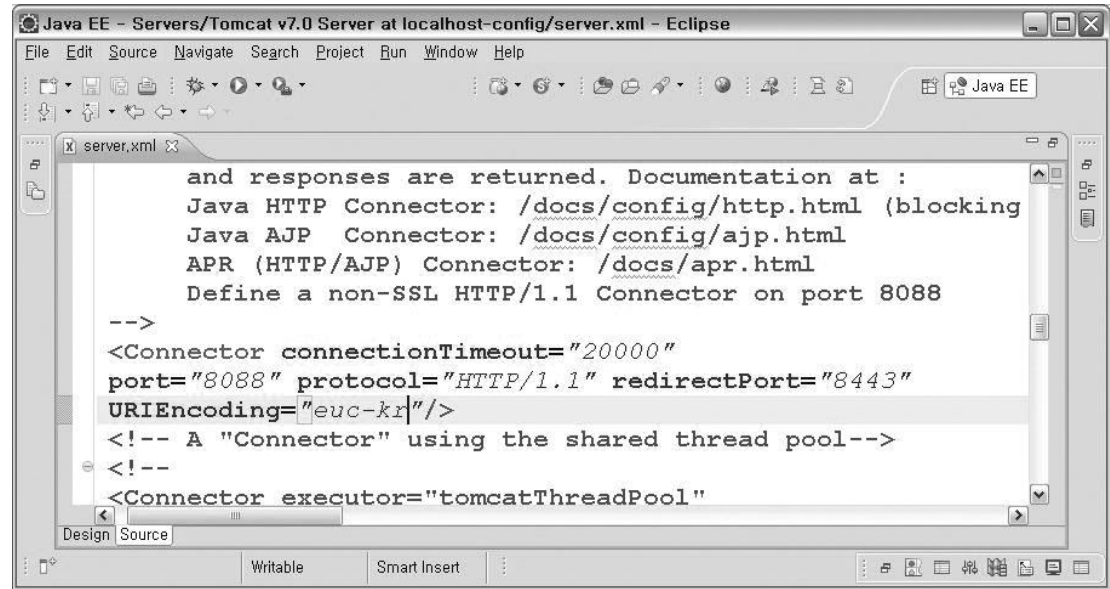 Java EE - Servers/Tomcat v7.0 Server at localhost-config/server.xml - Eclipse
File Edit Source Navigate Search Project Run Window Help
Java EE
server.xml
and responses are returned. Documentation at :
Java HTTP Connector: /docs/config/http.html (blocking
Java AJP  Connector: /docs/config/ajp.html
APR (HTTP/AJP) Connector: /docs/apr.html
Define a non-SSL HTTP/1.1 Connector on port 8088
-->
<Connector connectionTimeout="20000"
port="8088" protocol="HTTP/1.1" redirectPort="8443"
URIEncoding="euc-kr"/>
<!-- A "Connector" using the shared thread pool-->
<!--
<Connector executor="tomcatThreadPool"
Design Source
Writable Smart Insert